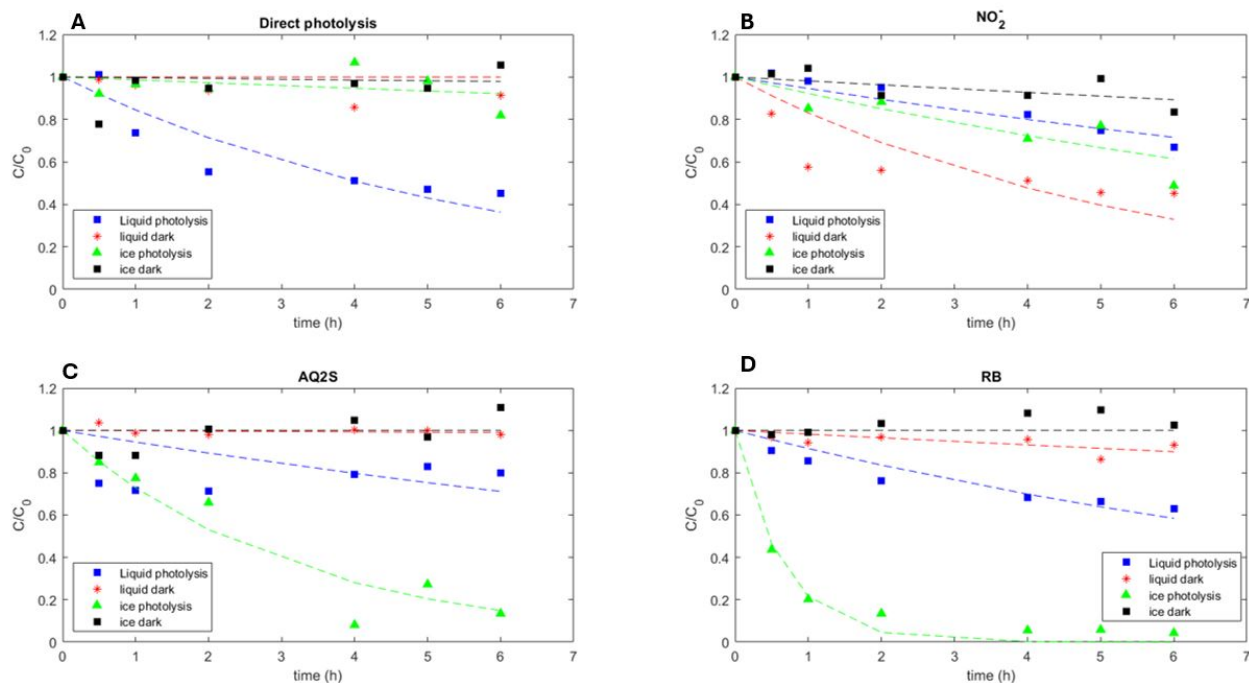 A
Direct photolysis
1.2
1
0.8
0.6
0.4
0.2
0
C/C0
Liquid photolysis
liquid dark
ice photolysis
ice dark
0 1 2 3 4 5 6 7
time (h)
B
NO2-
1.2
1
0.8
0.6
0.4
0.2
0
C/C0
Liquid photolysis
liquid dark
ice photolysis
ice dark
0 1 2 3 4 5 6 7
time (h)
C
AQ2S
1.2
1
0.8
0.6
0.4
0.2
0
C/C0
Liquid photolysis
liquid dark
ice photolysis
ice dark
0 1 2 3 4 5 6 7
time (h)
D
RB
1.2
1
0.8
0.6
0.4
0.2
0
C/C0
Liquid photolysis
liquid dark
ice photolysis
ice dark
0 1 2 3 4 5 6 7
time (h)